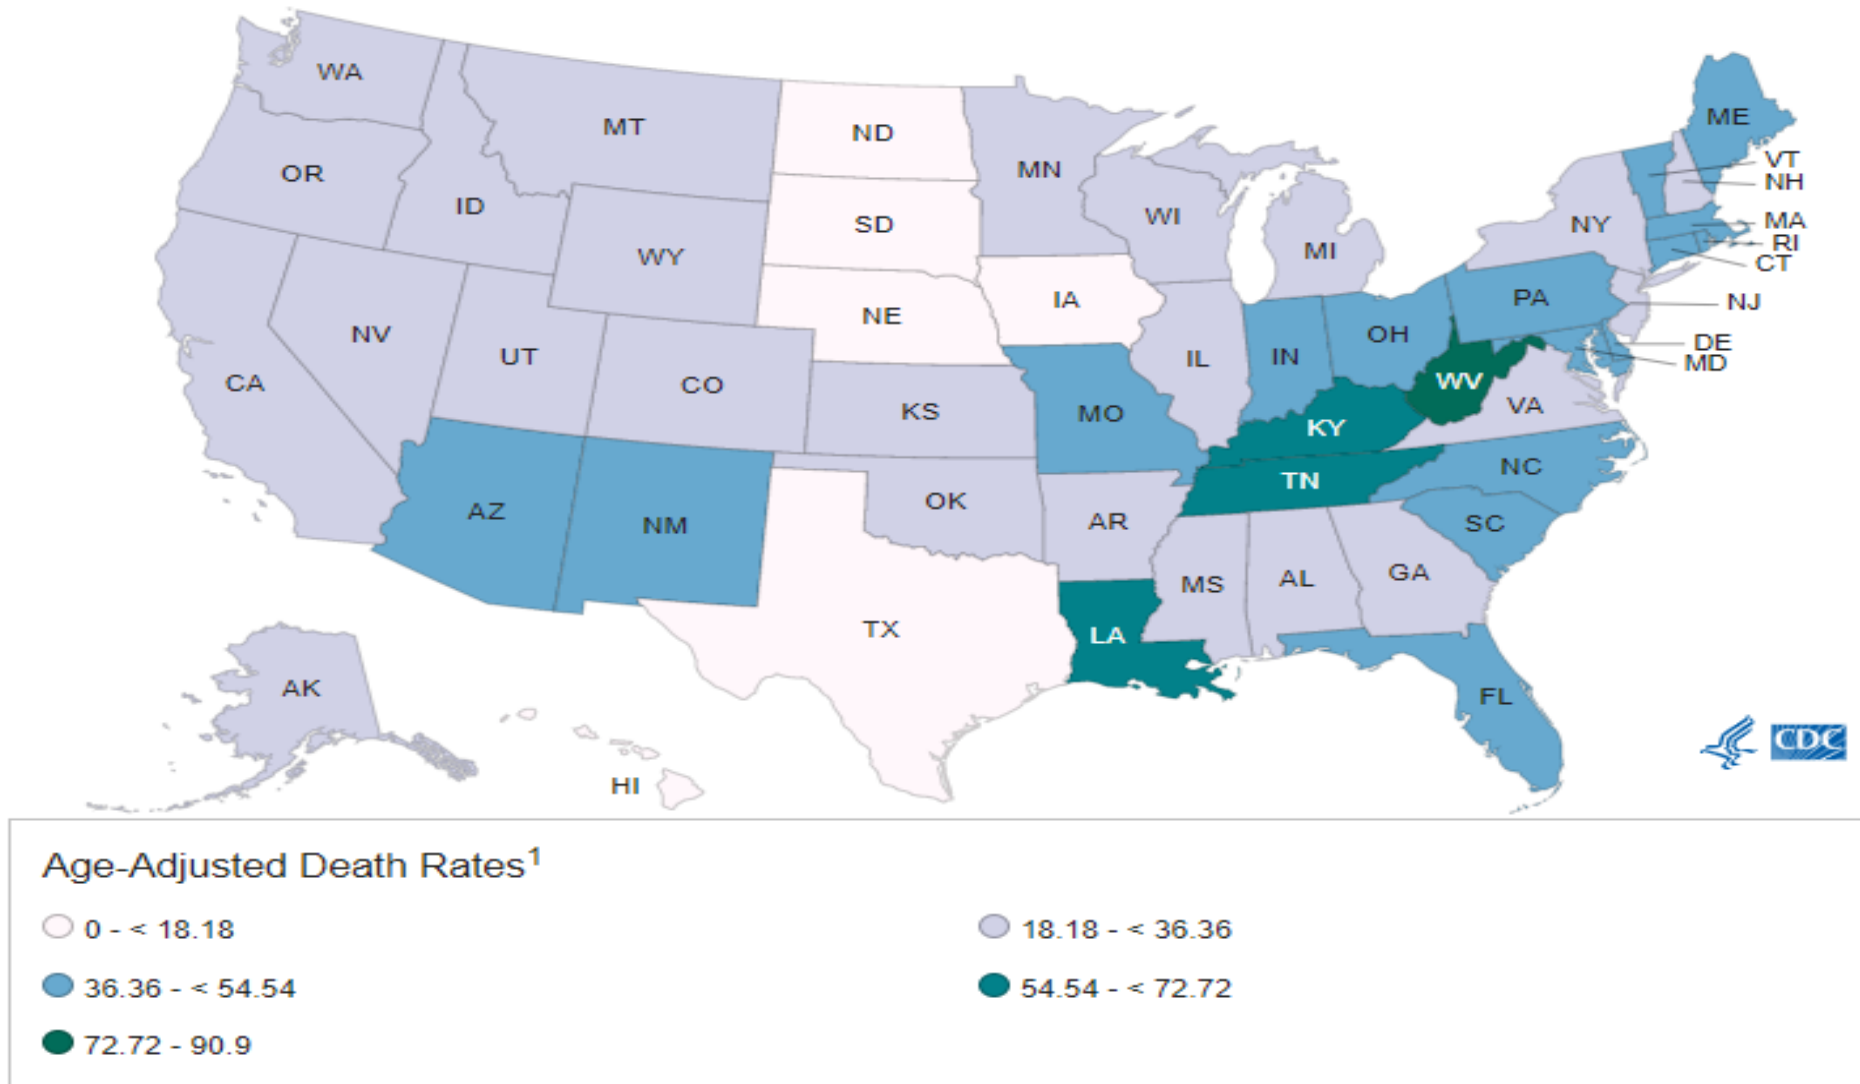 WA
MT
ND
MN
ME
VT
NH
OR
ID
SD
WI
MI
NY
MA
RI
CT
WY
NE
IA
PA
NJ
NV
UT
CO
IL
IN
OH
DE
MD
CA
KS
MO
WV
VA
KY
AZ
NM
OK
AR
TN
NC
SC
MS
AL
GA
TX
LA
FL
AK
HI
CDC
Age-Adjusted Death Rates¹
0 - < 18.18
18.18 - < 36.36
36.36 - < 54.54
54.54 - < 72.72
72.72 - 90.9